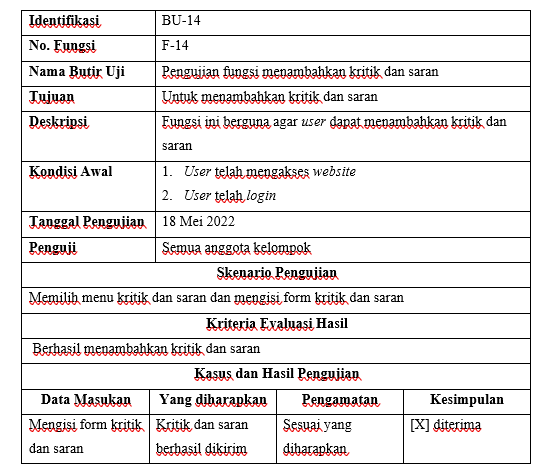 Identifikasi BU-14
No. Fungsi F-14
Nama Butir Uji Pengujian fungsi menambahkan kritik dan saran
Tujuan Untuk menambahkan kritik dan saran
Deskripsi Fungsi ini berguna agar user dapat menambahkan kritik dan
saran
Kondisi Awal 1. User telah mengakses website
2. User telah login
Tanggal Pengujian 18 Mei 2022
Penguji Semua anggota kelompok
Skenario Pengujian
Memilih menu kritik dan saran dan mengisi form kritik dan saran
Kriteria Evaluasi Hasil
Berhasil menambahkan kritik dan saran
Kasus dan Hasil Pengujian
Data Masukan Yang diharapkan Pengamatan Kesimpulan
Mengisi form kritik Kritik dan saran Sesuai yang [X] diterima
dan saran berhasil dikirim diharapkan